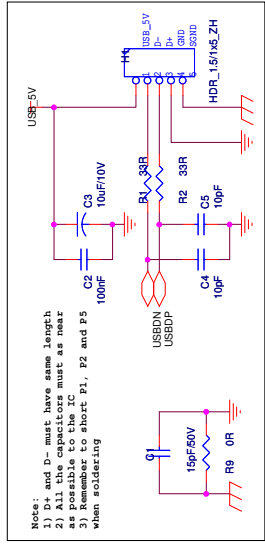 Note:
1) D+ and D- must have same length
2) All the capacitors must as near
as possible to the IC
3) Remember to short P1, P2 and P5
when soldering
USB_5V
C3
10uF/10V
C2
100nF
H1
USB_5V
D-
D+
GND
SGND
1
2
3
4
5
HDR_1.5/1x5_ZH
R1
33R
R2
33R
USBDN
USBDP
C5
10pF
C4
10pF
C1
15pF/50V
R9
0R